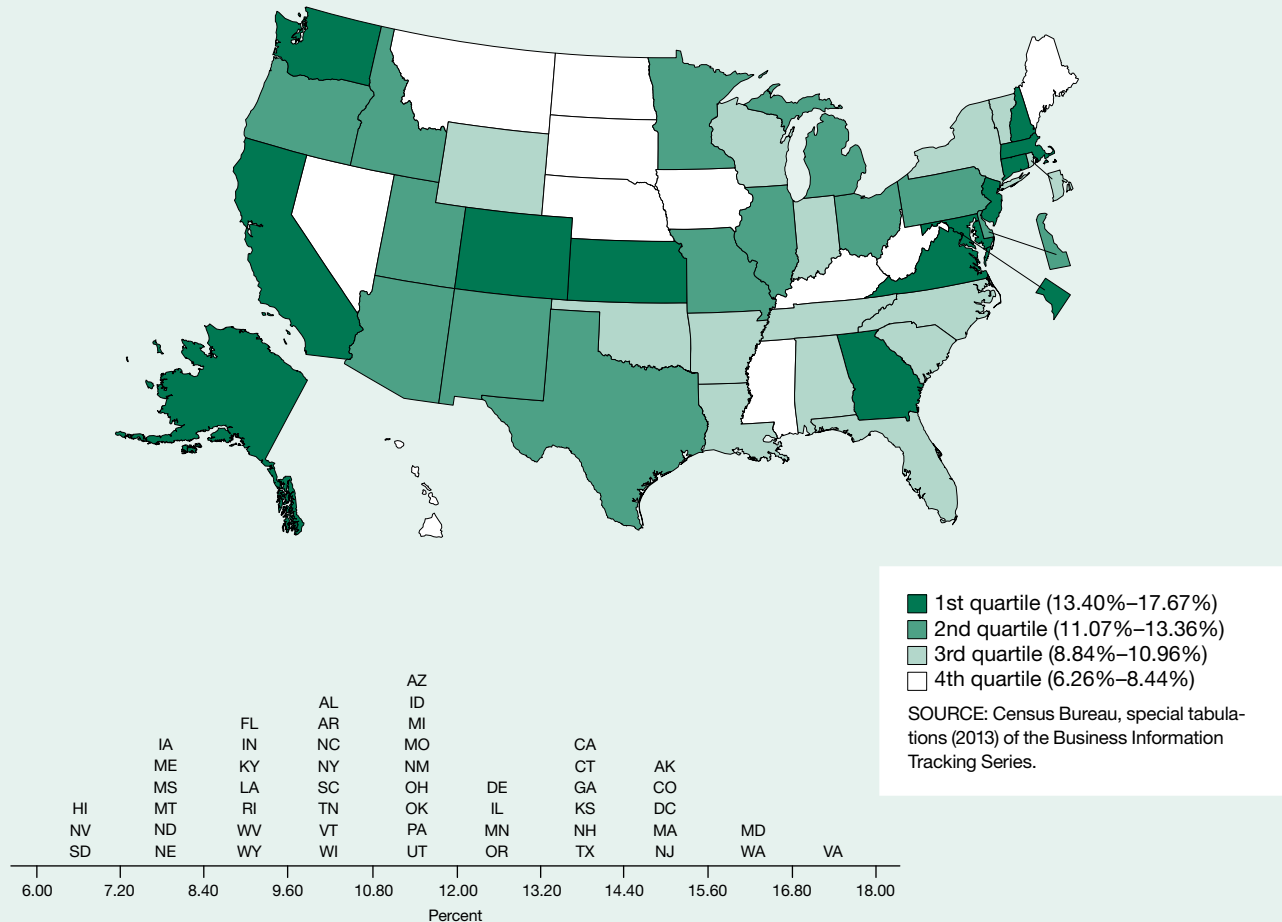 1st quartile (13.40%–17.67%)
2nd quartile (11.07%–13.36%)
3rd quartile (8.84%–10.96%)
4th quartile (6.26%–8.44%)
SOURCE: Census Bureau, special tabula-
tions (2013) of the Business Information
Tracking Series.
AZ
AL ID
FL AR MI
IA IN NC MO CA
ME KY NY NM CT AK
MS LA SC OH DE GA CO
HI MT RI TN OK IL KS DC
NV ND WV VT PA MN NH MA MD
SD NE WY WI UT OR TX NJ WA VA
6.00 7.20 8.40 9.60 10.80 12.00 13.20 14.40 15.60 16.80 18.00
Percent